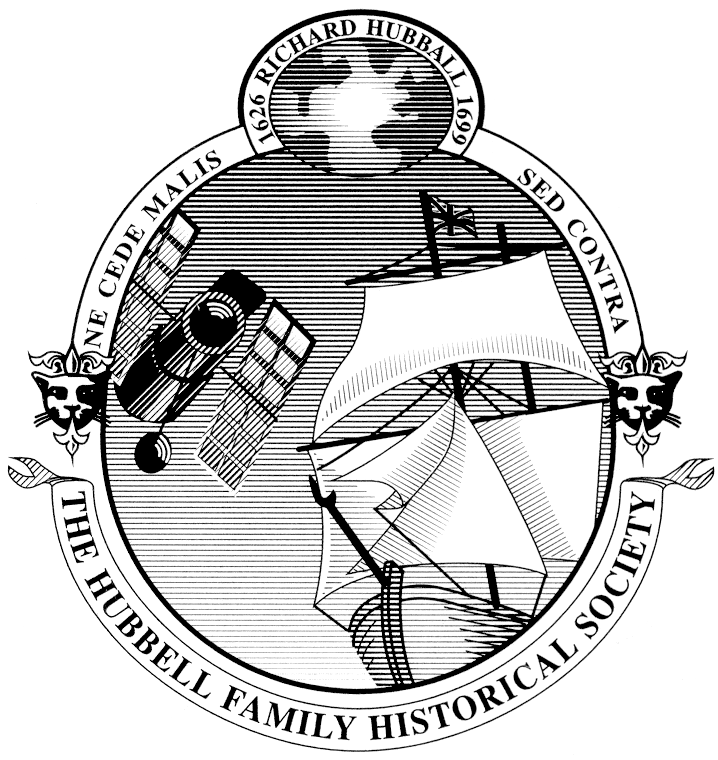 1626 RICHARD HUBBALL 1699
NE CEDE MALIS
SED CONTRA
THE HUBBELL FAMILY HISTORICAL SOCIETY